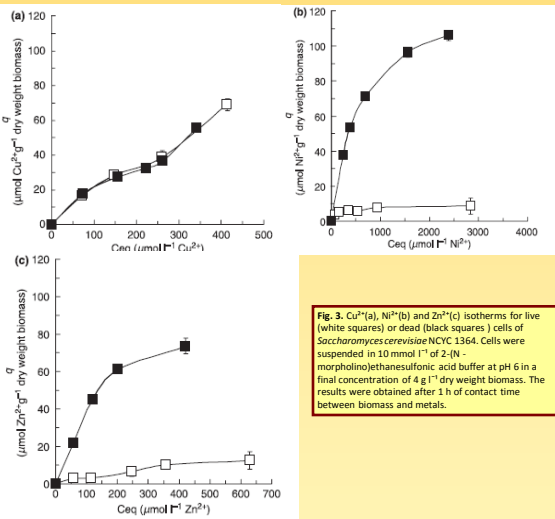 (a)
120
100
80
60
40
20
0
q
(µmol Cu²⁺g⁻¹ dry weight biomass)
0 100 200 300 400 500
Ceq (µmol l⁻¹ Cu²⁺)
(b)
120
100
80
60
40
20
0
q
(µmol Ni²⁺g⁻¹ dry weight biomass)
0 1000 2000 3000 4000
Ceq (µmol l⁻¹ Ni²⁺)
(c)
120
100
80
60
40
20
0
q
(µmol Zn²⁺g⁻¹ dry weight biomass)
0 100 200 300 400 500 600 700
Ceq (µmol l⁻¹ Zn²⁺)
Fig. 3. Cu²⁺(a), Ni²⁺(b) and Zn²⁺(c) isotherms for live
(white squares) or dead (black squares ) cells of
Saccharomyces cerevisiae NCYC 1364. Cells were
suspended in 10 mmol l⁻¹ of 2-(N -
morpholino)ethanesulfonic acid buffer at pH 6 in a
final concentration of 4 g l⁻¹ dry weight biomass. The
results were obtained after 1 h of contact time
between biomass and metals.